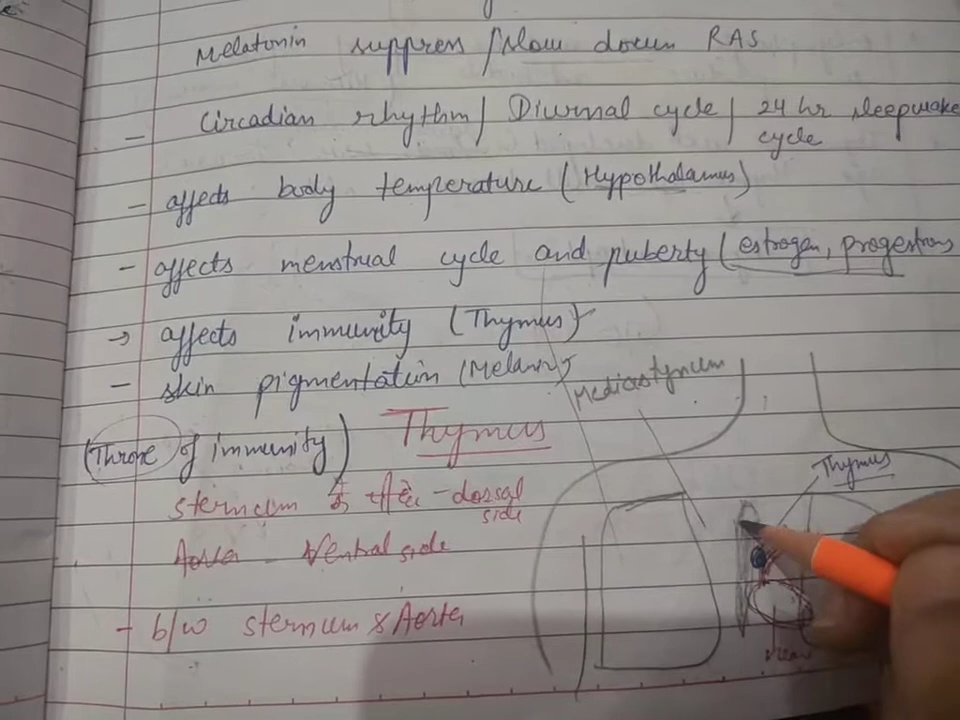 Melatonin suppress / slow down RAS
- Circadian rhythm / Diurnal cycle / 24 hr sleepwake cycle
- affects body temperature (Hypothalamus)
- affects menstrual cycle and puberty (estrogen, progestrons
→ affects immunity (Thymus)
- skin pigmentation (Melanin)
Mediastynum
(Throne of immunity) Thymus
Thymus
sternum के पीछे - dorsal side
Aorta - Ventral side
- b/w sternum & Aorta